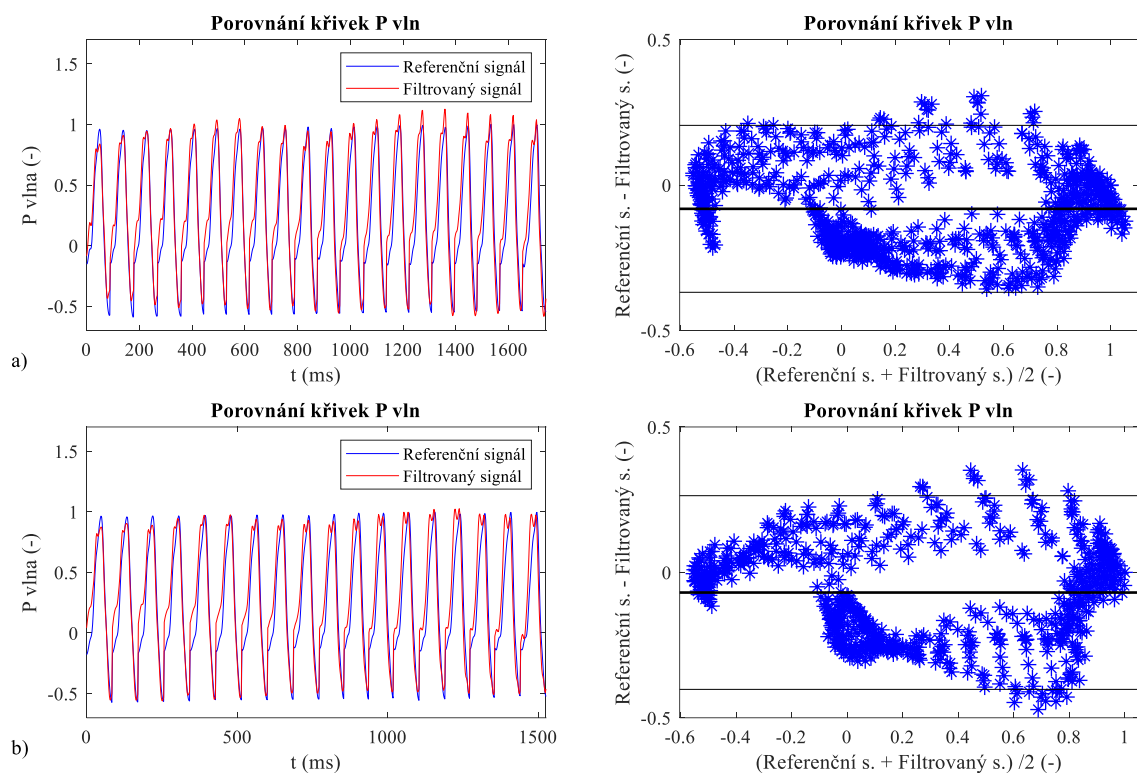 Porovnání křivek P vln
1.5
1
0.5
0
-0.5
P vlna (-)
Referenční signál
Filtrovaný signál
0 200 400 600 800 1000 1200 1400 1600
t (ms)
a)
Porovnání křivek P vln
0.5
0
-0.5
Referenční s. - Filtrovaný s. (-)
-0.6 -0.4 -0.2 0 0.2 0.4 0.6 0.8 1
(Referenční s. + Filtrovaný s.) /2 (-)
Porovnání křivek P vln
1.5
1
0.5
0
-0.5
P vlna (-)
Referenční signál
Filtrovaný signál
0 500 1000 1500
t (ms)
b)
Porovnání křivek P vln
0.5
0
-0.5
Referenční s. - Filtrovaný s. (-)
-0.6 -0.4 -0.2 0 0.2 0.4 0.6 0.8 1
(Referenční s. + Filtrovaný s.) /2 (-)